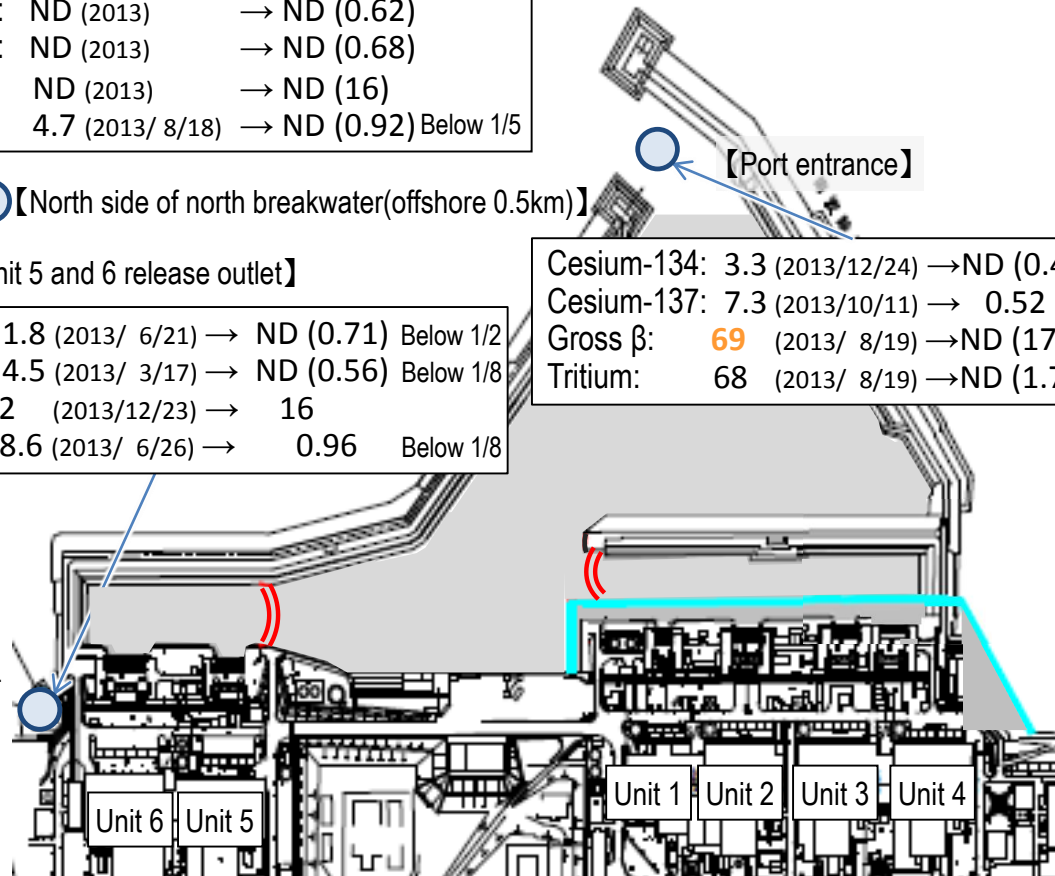 : ND (2013) → ND (0.62)
: ND (2013) → ND (0.68)
ND (2013) → ND (16)
4.7 (2013/ 8/18) → ND (0.92) Below 1/5
【Port entrance】
【North side of north breakwater(offshore 0.5km)】
nit 5 and 6 release outlet】
Cesium-134: 3.3 (2013/12/24) →ND (0.4
Cesium-137: 7.3 (2013/10/11) → 0.52
Gross β: 69 (2013/ 8/19) →ND (17
Tritium: 68 (2013/ 8/19) →ND (1.7
1.8 (2013/ 6/21) → ND (0.71) Below 1/2
4.5 (2013/ 3/17) → ND (0.56) Below 1/8
2 (2013/12/23) → 16
8.6 (2013/ 6/26) → 0.96 Below 1/8
Unit 1 Unit 2 Unit 3 Unit 4
Unit 6 Unit 5